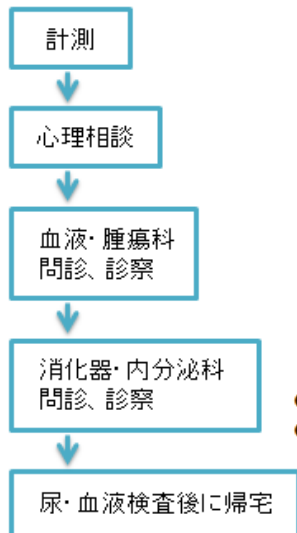 計測
心理相談
血液・腫瘍科
問診、診察
消化器・内分泌科
問診、診察
尿・血液検査後に帰宅